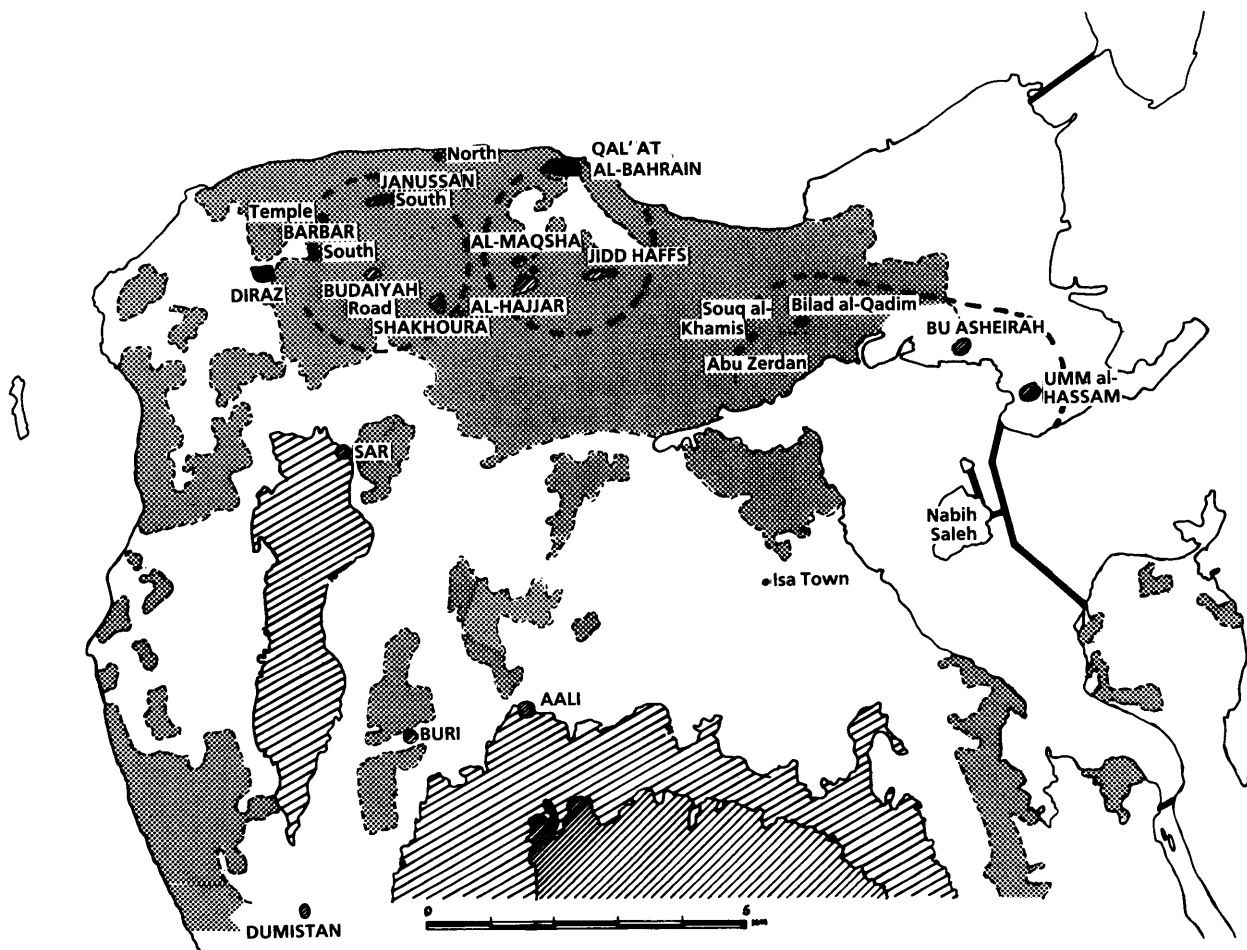 North
QAL' AT
AL-BAHRAIN
JANUSSAN
South
Temple
BARBAR
South
AL-MAQSHA
JIDD HAFFS
DIRAZ
BUDAIYAH
Road
AL-HAJJAR
SHAKHOURA
Souq al-
Khamis
Bilad al-Qadim
BU ASHEIRAH
Abu Zerdan
UMM al-
HASSAM
SAR
Nabih
Saleh
Isa Town
AALI
BURI
DUMISTAN
0